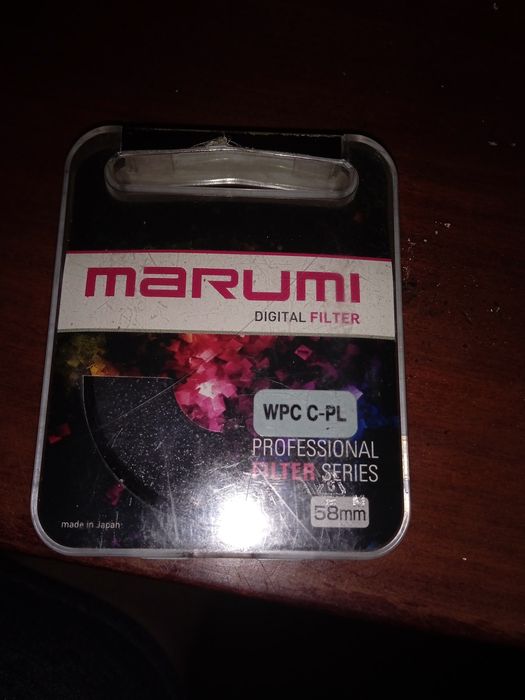 marumi
DIGITAL FILTER
WPC C-PL
PROFESSIONAL
FILTER SERIES
58mm
made in Japan